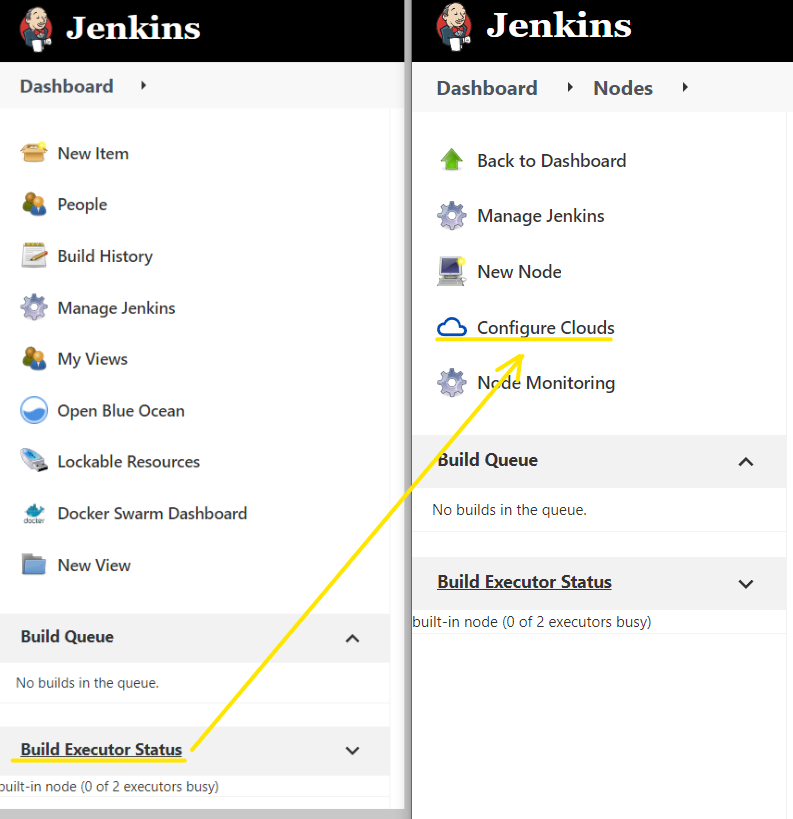 Jenkins
Dashboard
New Item
People
Build History
Manage Jenkins
My Views
Open Blue Ocean
Lockable Resources
docker
Docker Swarm Dashboard
New View
Build Queue
No builds in the queue.
Build Executor Status
built-in node (0 of 2 executors busy)
Jenkins
Dashboard Nodes
Back to Dashboard
Manage Jenkins
New Node
Configure Clouds
Node Monitoring
Build Queue
No builds in the queue.
Build Executor Status
built-in node (0 of 2 executors busy)